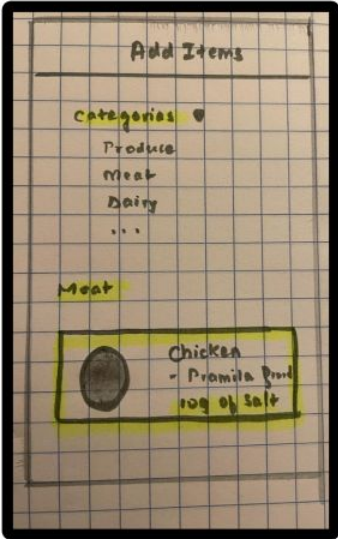 Add Items
Categories
Produce
Meat
Dairy
...
Meat
Chicken
- Pramila
10g of Salt